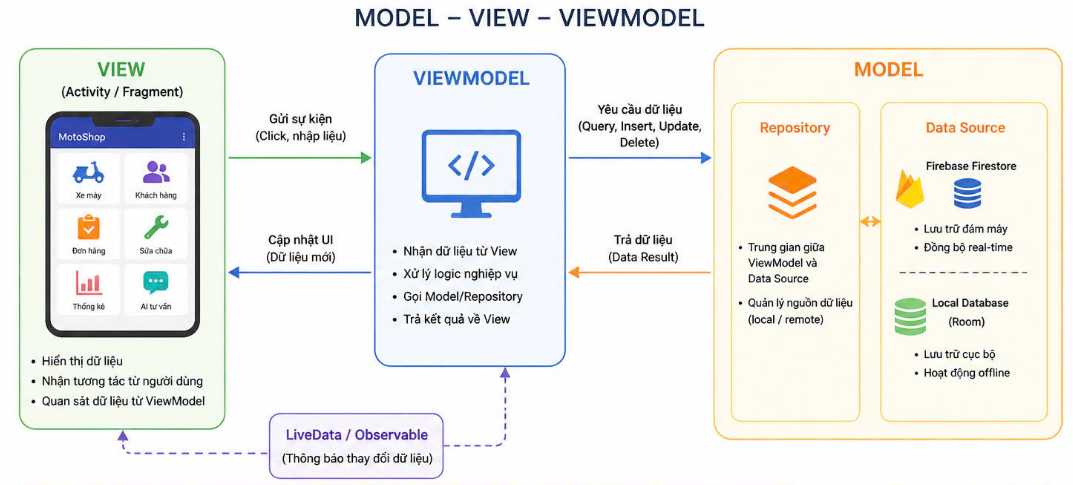 MODEL – VIEW – VIEWMODEL
VIEW
(Activity / Fragment)
MotoShop
Xe máy
Khách hàng
Đơn hàng
Sửa chữa
Thống kê
AI tư vấn
• Hiển thị dữ liệu
• Nhận tương tác từ người dùng
• Quan sát dữ liệu từ ViewModel
Gửi sự kiện
(Click, nhập liệu)
Cập nhật UI
(Dữ liệu mới)
VIEWMODEL
</>
• Nhận dữ liệu từ View
• Xử lý logic nghiệp vụ
• Gọi Model/Repository
• Trả kết quả về View
LiveData / Observable
(Thông báo thay đổi dữ liệu)
Yêu cầu dữ liệu
(Query, Insert, Update,
Delete)
Trả dữ liệu
(Data Result)
MODEL
Repository
• Trung gian giữa
ViewModel và
Data Source
• Quản lý nguồn dữ liệu
(local / remote)
Data Source
Firebase Firestore
• Lưu trữ đám mây
• Đồng bộ real-time
Local Database
(Room)
• Lưu trữ cục bộ
• Hoạt động offline